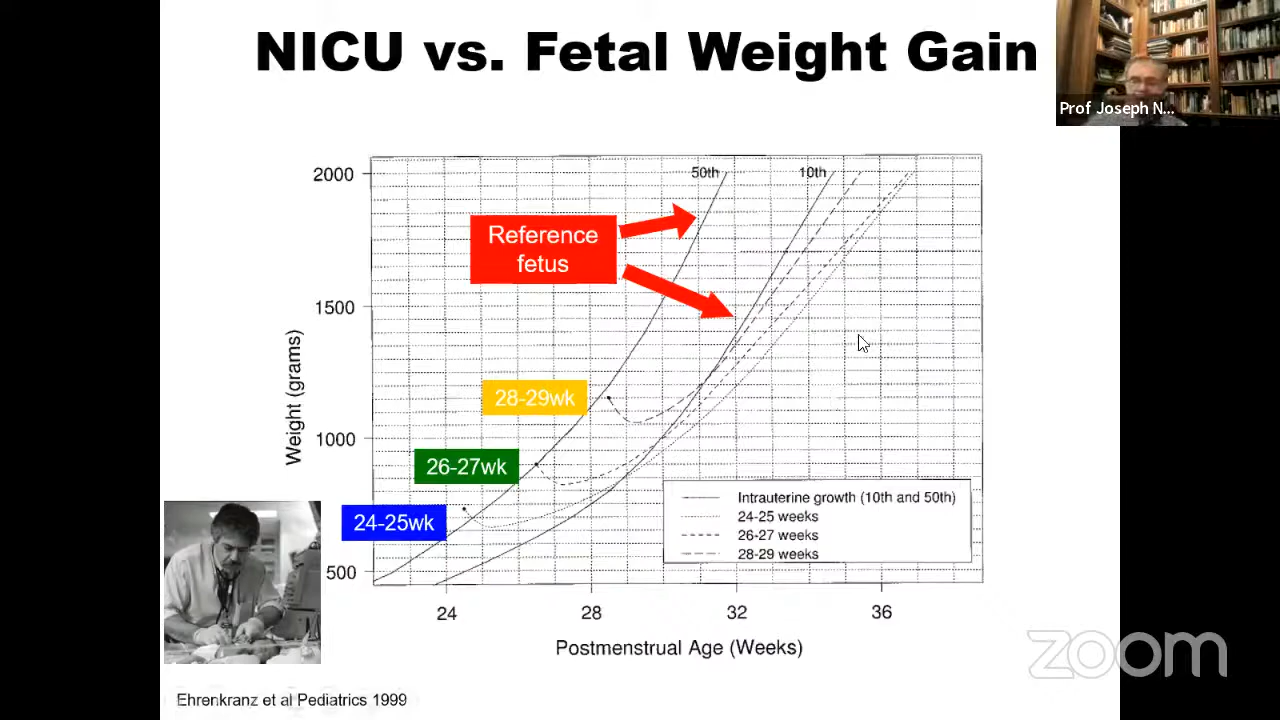 NICU vs. Fetal Weight Gain
Prof Joseph N...
50th
10th
2000
1500
1000
500
Weight (grams)
Reference
fetus
28-29wk
26-27wk
24-25wk
Intrauterine growth (10th and 50th)
24-25 weeks
26-27 weeks
28-29 weeks
24
28
32
36
Postmenstrual Age (Weeks)
zoom
Ehrenkranz et al Pediatrics 1999